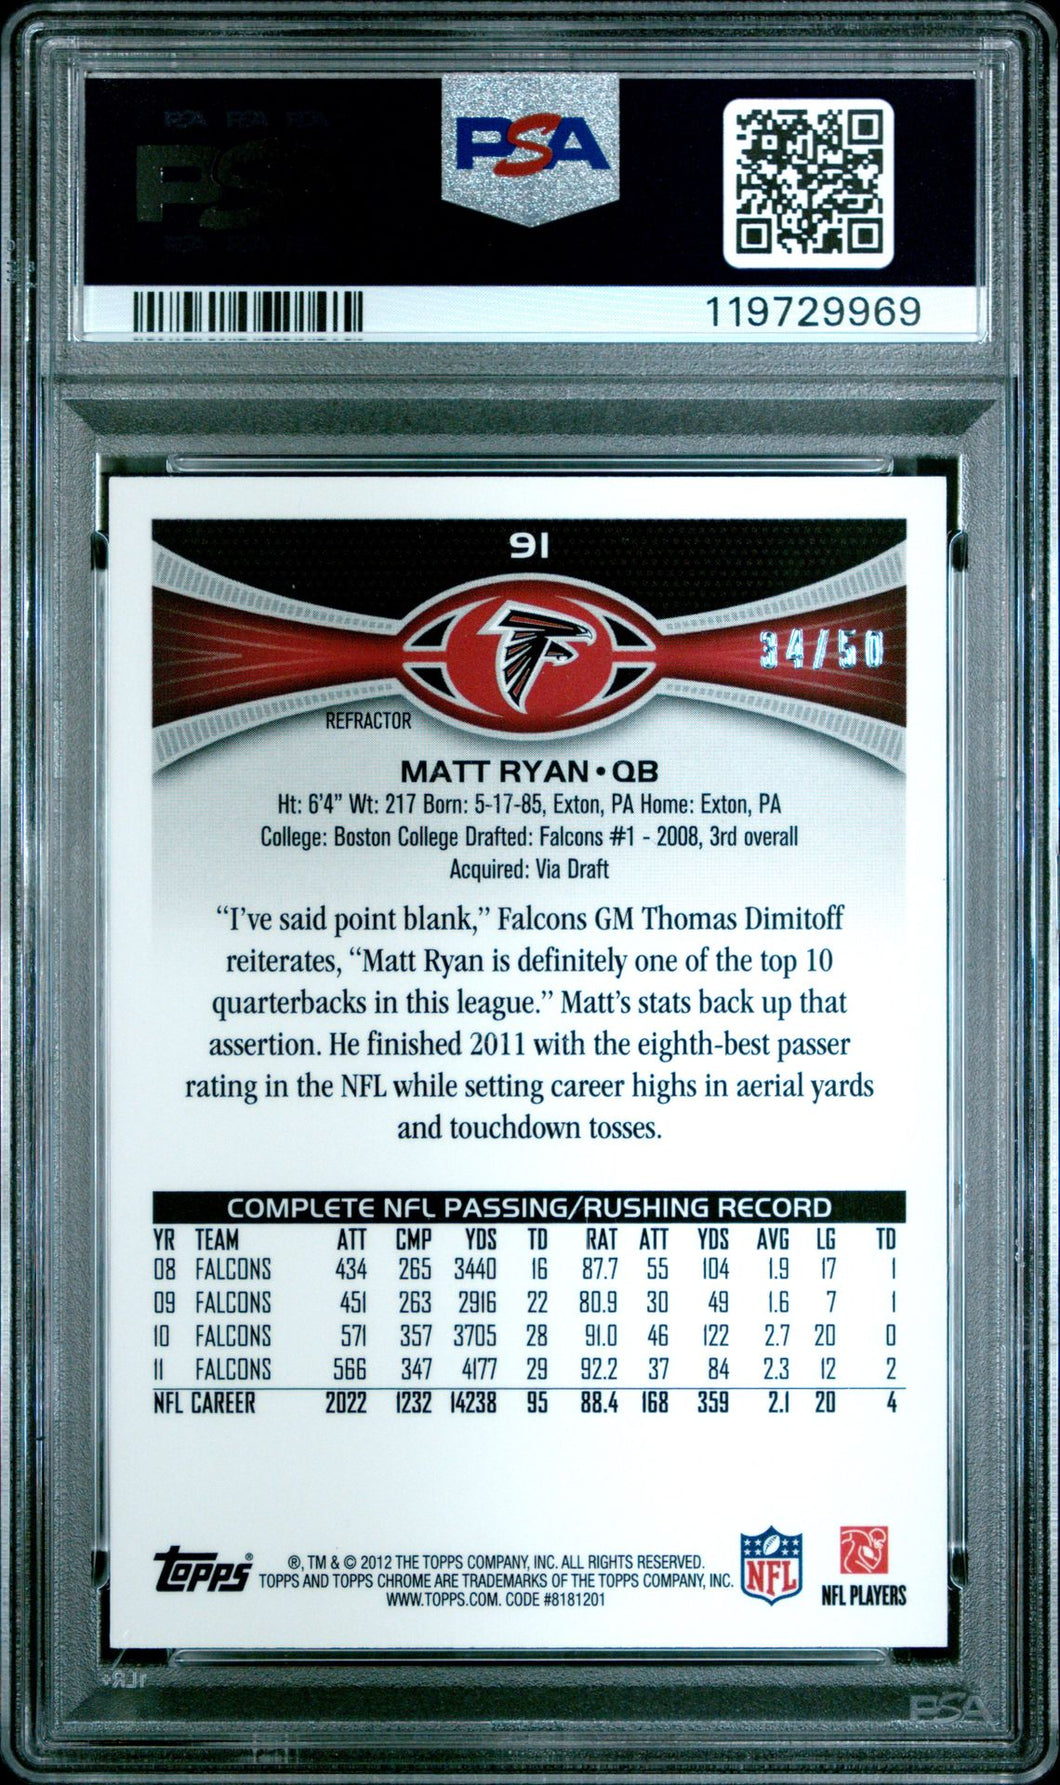 PSA PSA PSA
PSA
PSA
PSA PSA PSA
119729969
91
34/50
REFRACTOR
MATT RYAN • QB
Ht: 6'4" Wt: 217 Born: 5-17-85, Exton, PA Home: Exton, PA
College: Boston College Drafted: Falcons #1 - 2008, 3rd overall
Acquired: Via Draft
“I’ve said point blank,” Falcons GM Thomas Dimitoff
reiterates, “Matt Ryan is definitely one of the top 10
quarterbacks in this league.” Matt’s stats back up that
assertion. He finished 2011 with the eighth-best passer
rating in the NFL while setting career highs in aerial yards
and touchdown tosses.
COMPLETE NFL PASSING/RUSHING RECORD
YR TEAM ATT CMP YDS TD RAT ATT YDS AVG LG TD
08 FALCONS 434 265 3440 16 87.7 55 104 1.9 17 1
09 FALCONS 451 263 2916 22 80.9 30 49 1.6 7 1
10 FALCONS 571 357 3705 28 91.0 46 122 2.7 20 0
11 FALCONS 566 347 4177 29 92.2 37 84 2.3 12 2
NFL CAREER 2022 1232 14238 95 88.4 168 359 2.1 20 4
Topps®
®, TM & © 2012 THE TOPPS COMPANY, INC. ALL RIGHTS RESERVED.
TOPPS AND TOPPS CHROME ARE TRADEMARKS OF THE TOPPS COMPANY, INC.
WWW.TOPPS.COM. CODE #8181201
NFL
NFL PLAYERS
PSA